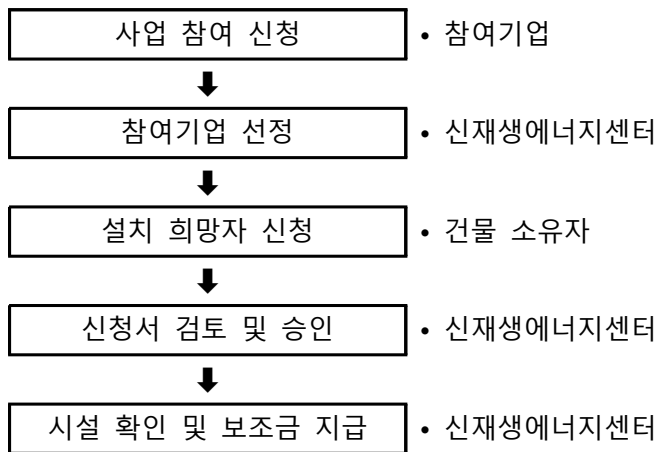 사업 참여 신청 • 참여기업
참여기업 선정 • 신재생에너지센터
설치 희망자 신청 • 건물 소유자
신청서 검토 및 승인 • 신재생에너지센터
시설 확인 및 보조금 지급 • 신재생에너지센터